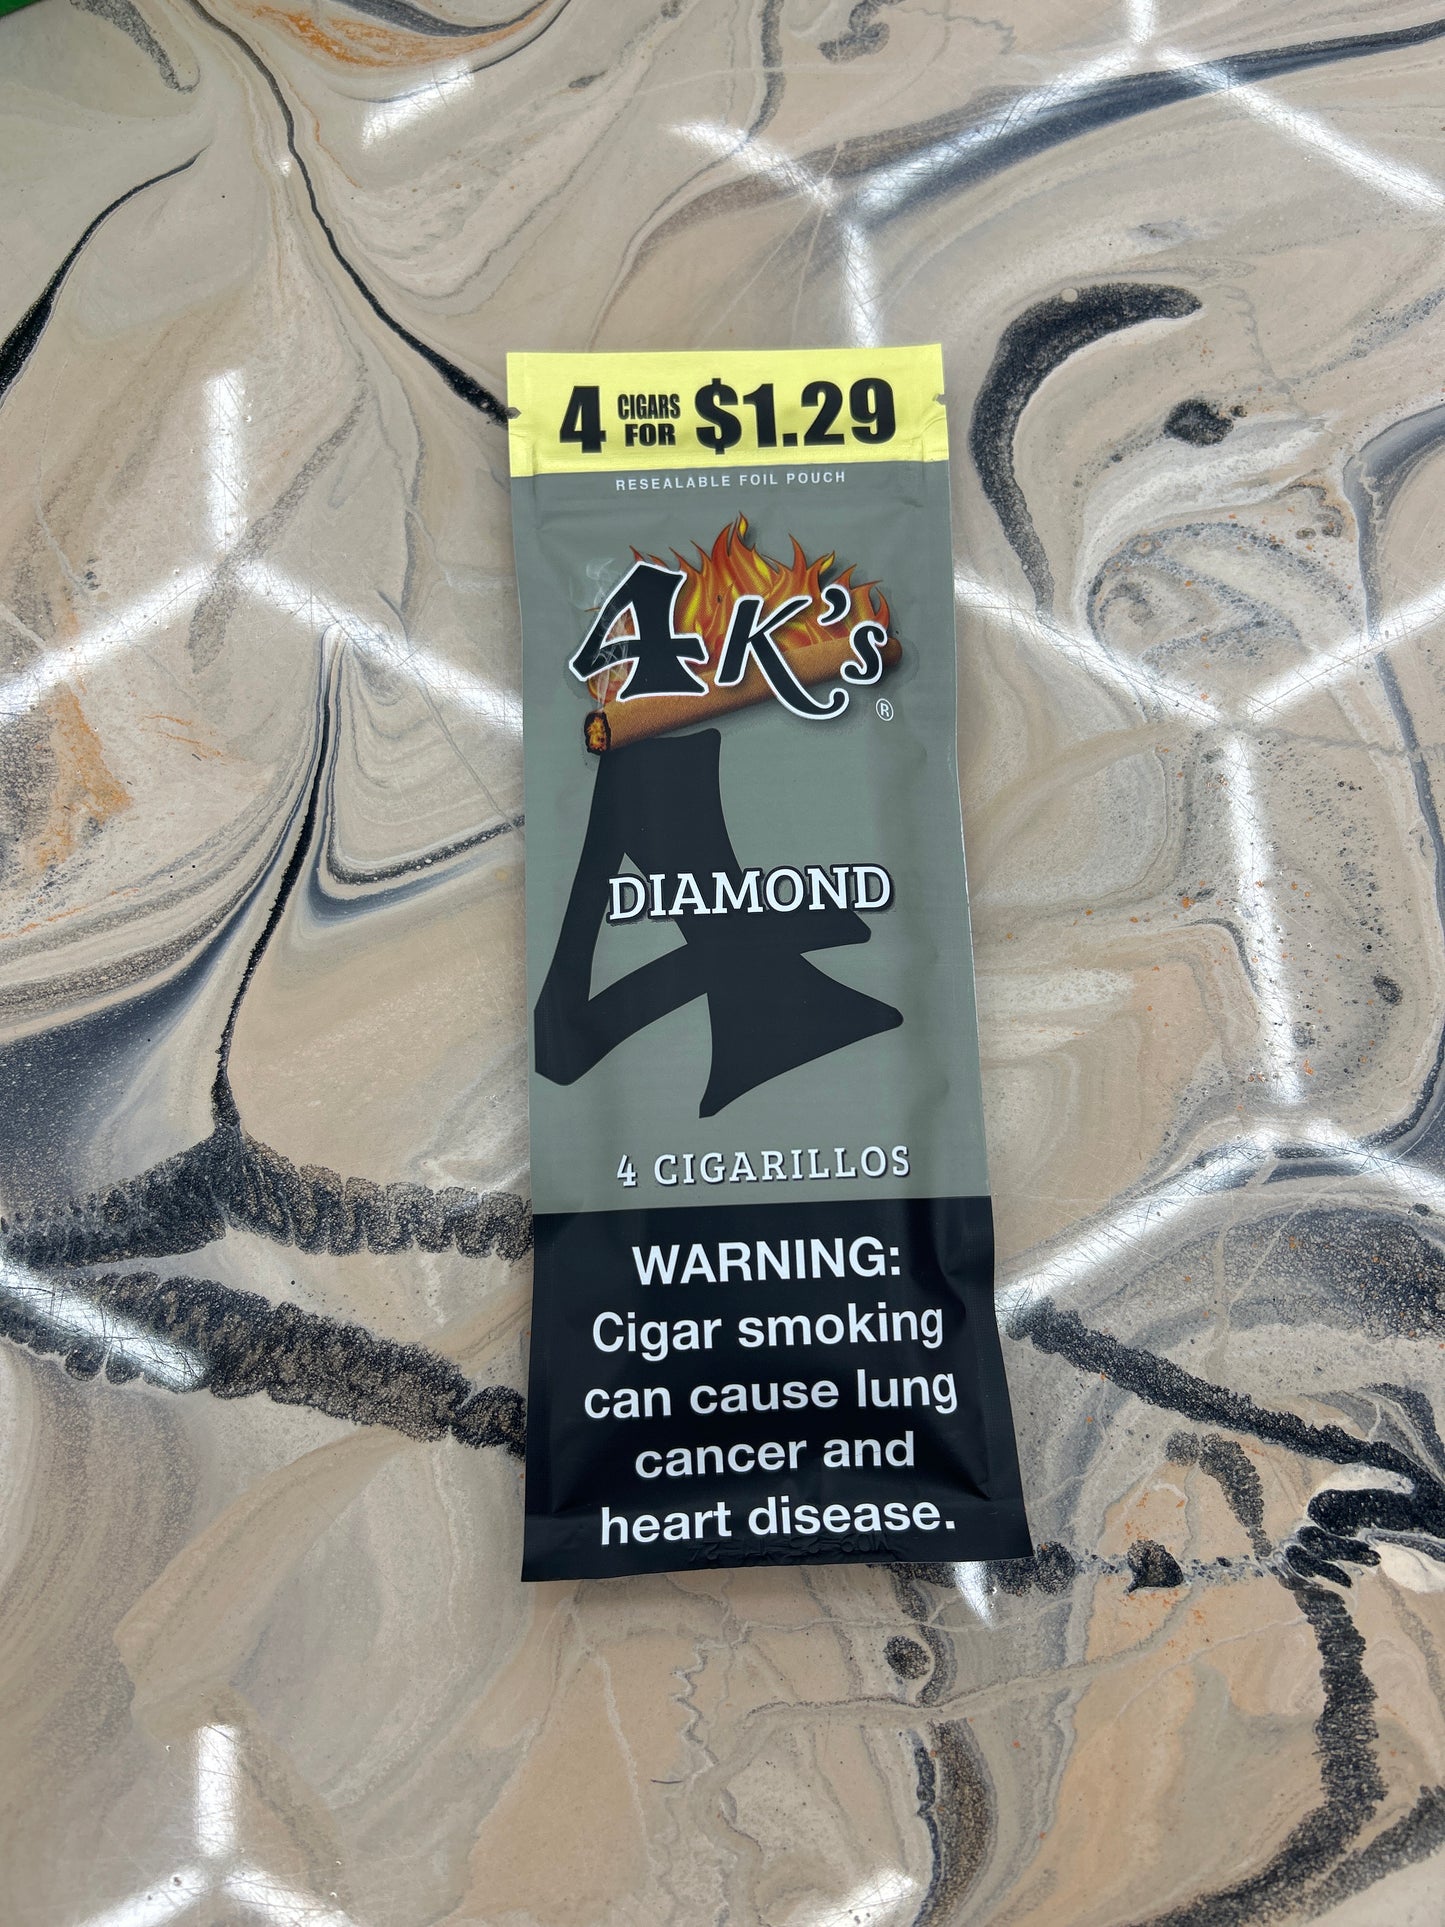 4 CIGARS FOR $1.29
RESEALABLE FOIL POUCH
4K's®
DIAMOND
4
4 CIGARILLOS
WARNING:
Cigar smoking
can cause lung
cancer and
heart disease.